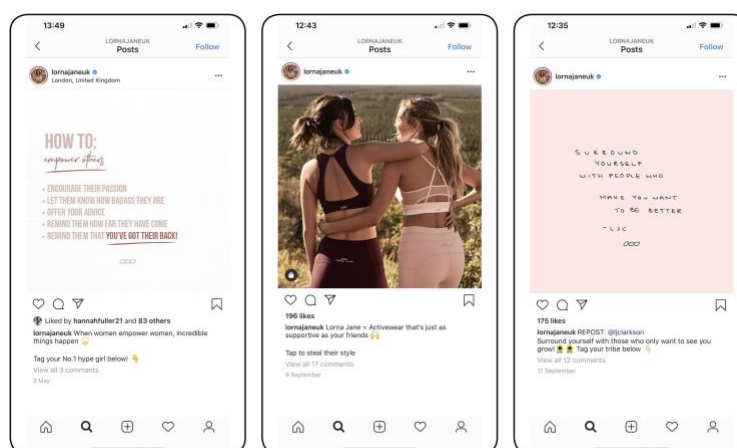 13:49
LORNAJANEUK
Posts
Follow
lornajaneuk
London, United Kingdom
HOW TO:
empower others
• ENCOURAGE THEIR PASSION
• LET THEM KNOW HOW BADASS THEY ARE
• OFFER YOUR ADVICE
• REMIND THEM HOW FAR THEY HAVE COME
• REMIND THEM THAT YOU'VE GOT THEIR BACK!
Liked by hannahfuller21 and 83 others
lornajaneuk When women empower women, incredible
things happen
Tag your No.1 hype girl below! 👇
View all 3 comments
2 May
12:43
LORNAJANEUK
Posts
Follow
lornajaneuk
196 likes
lornajaneuk Lorna Jane = Activewear that's just as
supportive as your friends 🙌
Tap to steal their style
View all 17 comments
9 September
12:35
LORNAJANEUK
Posts
Follow
lornajaneuk
SURROUND
YOURSELF
WITH PEOPLE WHO
MAKE YOU WANT
TO BE BETTER
- LJC
175 likes
lornajaneuk REPOST: @ljclarkson
Surround yourself with those who only want to see you
grow! 🌻 🌻 Tag your tribe below 👇🏻
View all 12 comments
17 September